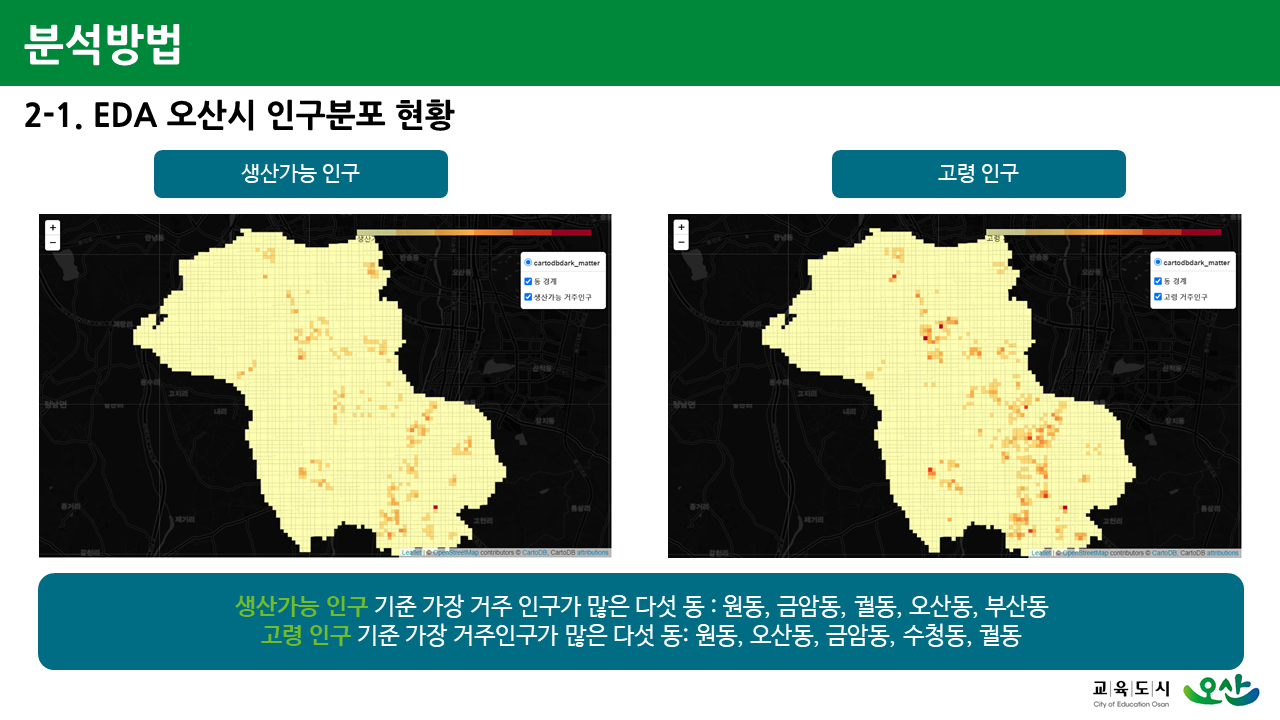 분석방법
2-1. EDA 오산시 인구분포 현황
생산가능 인구
고령 인구
+
−
생산
cartodbdark_matter
동 경계
생산가능 거주인구
Leaflet | © OpenStreetMap contributors © CartoDB, CartoDB attributions
+
−
고령
cartodbdark_matter
동 경계
고령 거주인구
Leaflet | © OpenStreetMap contributors © CartoDB, CartoDB attributions
생산가능 인구 기준 가장 거주 인구가 많은 다섯 동 : 원동, 금암동, 궐동, 오산동, 부산동
고령 인구 기준 가장 거주인구가 많은 다섯 동: 원동, 오산동, 금암동, 수청동, 궐동
교육도시 오산
City of Education Osan